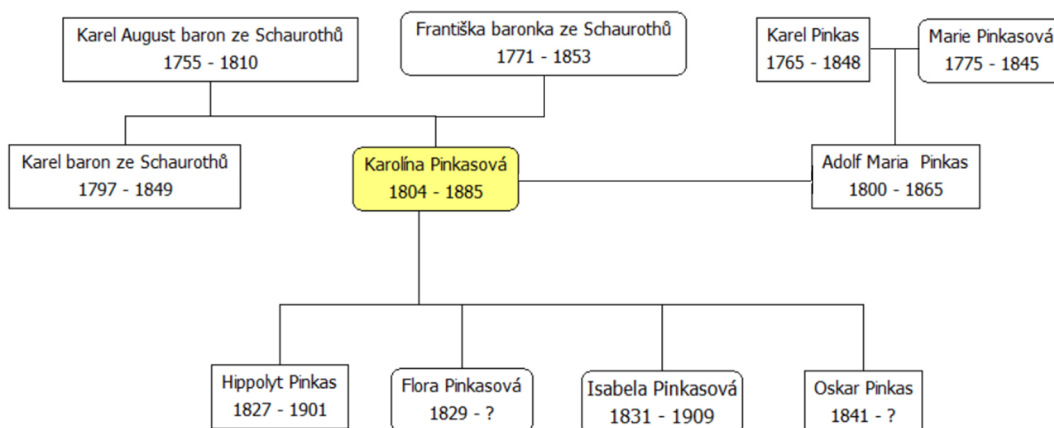 Karel August baron ze Schaurothů
1755 - 1810
Františka baronka ze Schaurothů
1771 - 1853
Karel Pinkas
1765 - 1848
Marie Pinkasová
1775 - 1845
Karel baron ze Schaurothů
1797 - 1849
Karolína Pinkasová
1804 - 1885
Adolf Maria Pinkas
1800 - 1865
Hippolyt Pinkas
1827 - 1901
Flora Pinkasová
1829 - ?
Isabela Pinkasová
1831 - 1909
Oskar Pinkas
1841 - ?